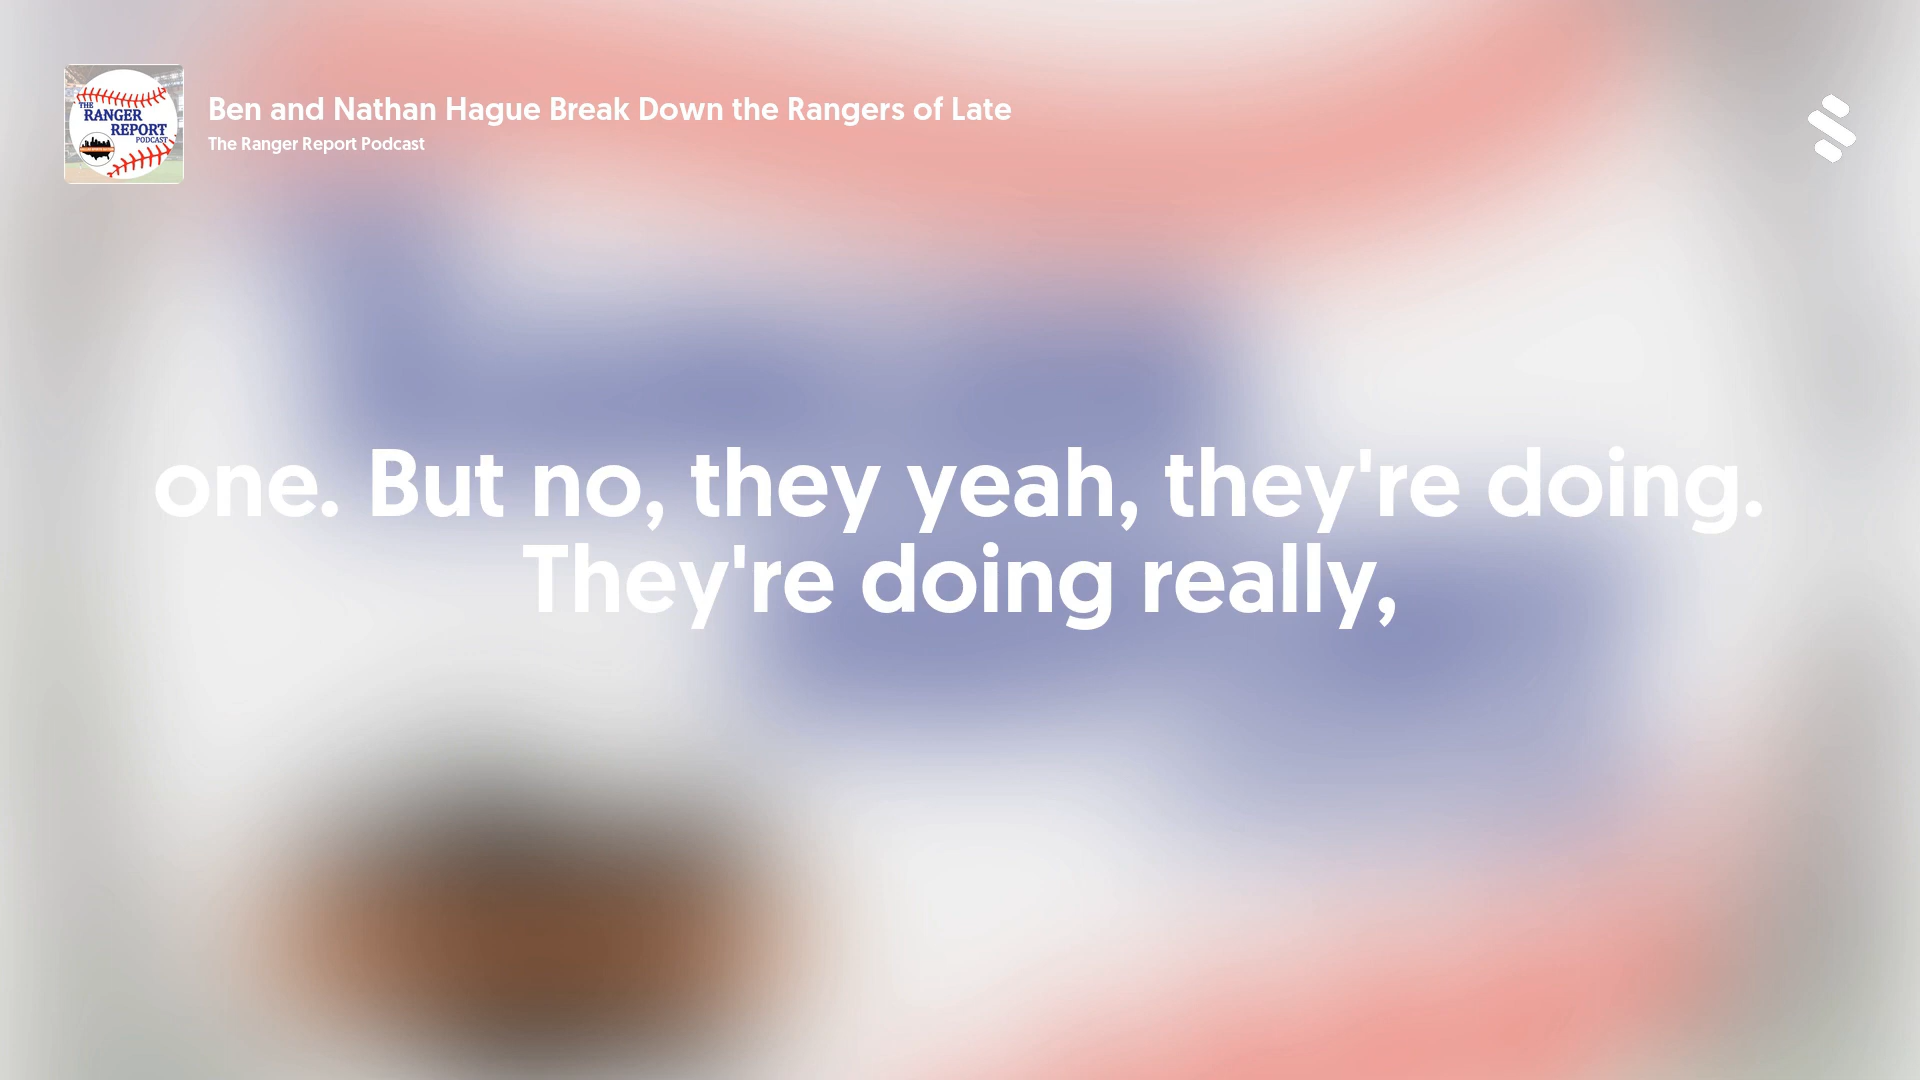 THE
RANGER
REPORT
PODCAST
Ben and Nathan Hague Break Down the Rangers of Late
The Ranger Report Podcast
one. But no, they yeah, they're doing.
They're doing really,